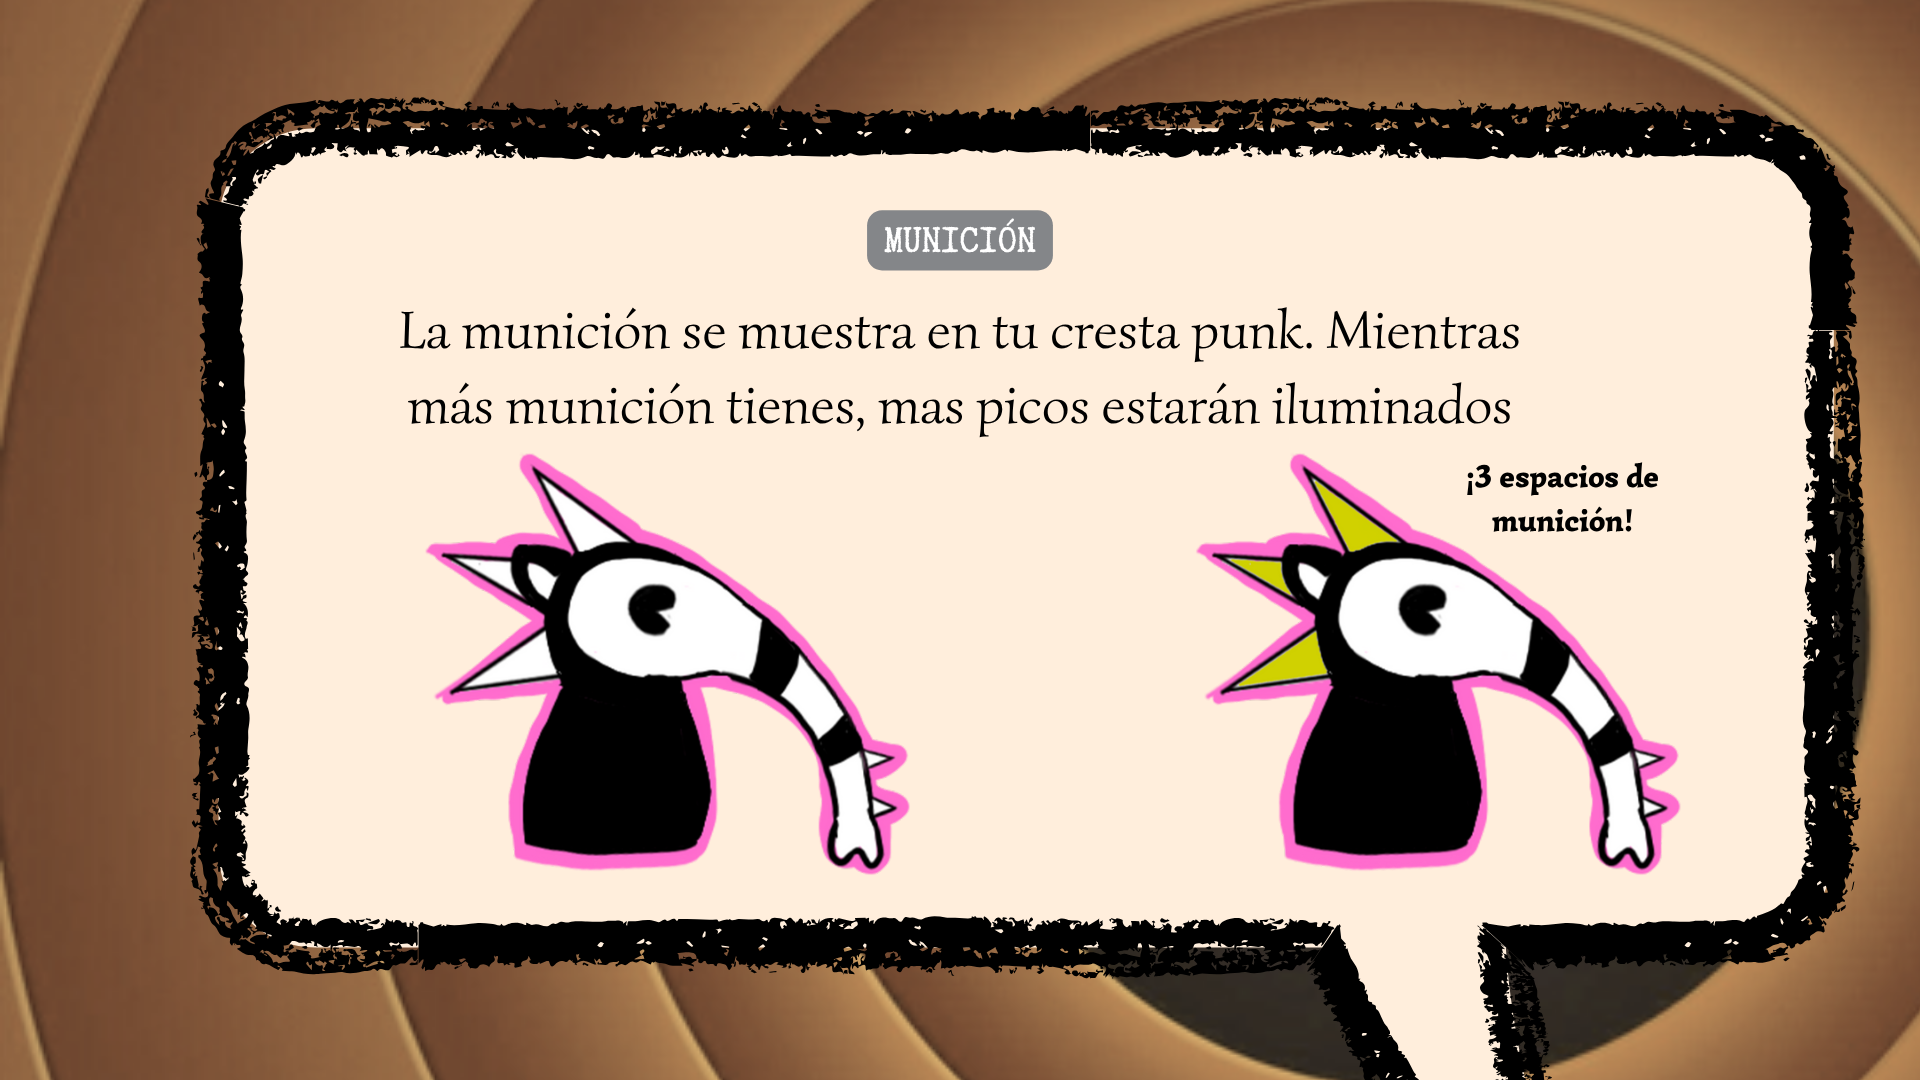 MUNICIÓN
La munición se muestra en tu cresta punk. Mientras
más munición tienes, mas picos estarán iluminados
¡3 espacios de
munición!